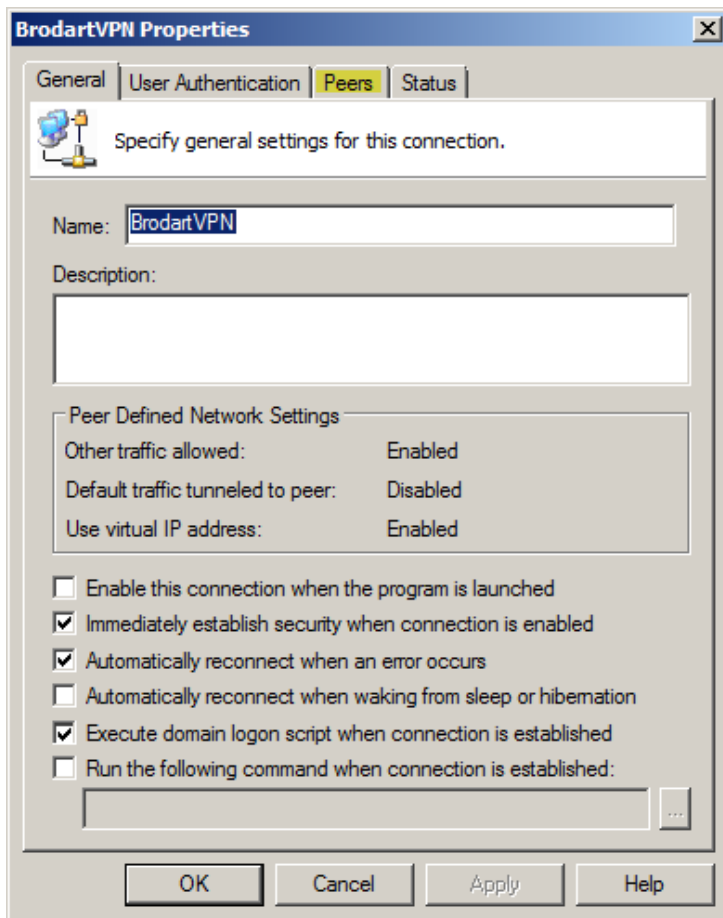 BrodartVPN Properties
General User Authentication Peers Status
Specify general settings for this connection.
Name: BrodartVPN
Description:
Peer Defined Network Settings
Other traffic allowed: Enabled
Default traffic tunneled to peer: Disabled
Use virtual IP address: Enabled
Enable this connection when the program is launched
Immediately establish security when connection is enabled
Automatically reconnect when an error occurs
Automatically reconnect when waking from sleep or hibernation
Execute domain logon script when connection is established
Run the following command when connection is established:
...
OK Cancel Apply Help